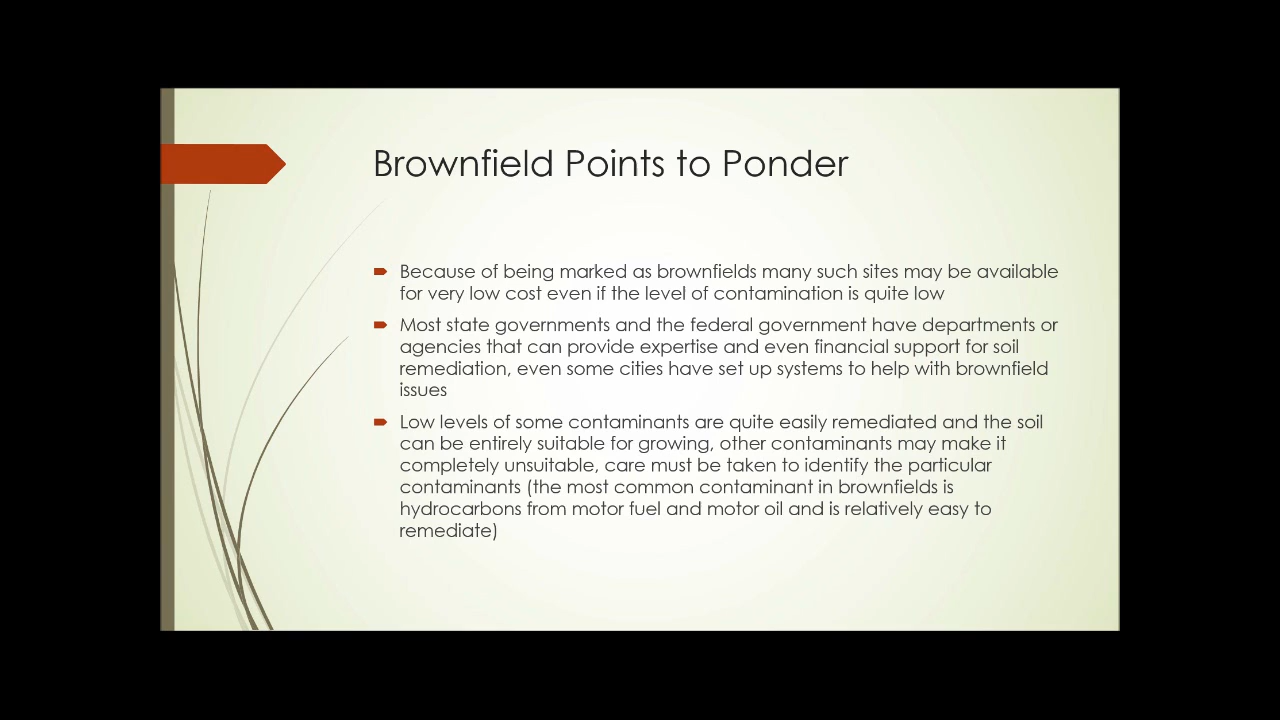 Brownfield Points to Ponder
Because of being marked as brownfields many such sites may be available
for very low cost even if the level of contamination is quite low
Most state governments and the federal government have departments or
agencies that can provide expertise and even financial support for soil
remediation, even some cities have set up systems to help with brownfield
issues
Low levels of some contaminants are quite easily remediated and the soil
can be entirely suitable for growing, other contaminants may make it
completely unsuitable, care must be taken to identify the particular
contaminants (the most common contaminant in brownfields is
hydrocarbons from motor fuel and motor oil and is relatively easy to
remediate)